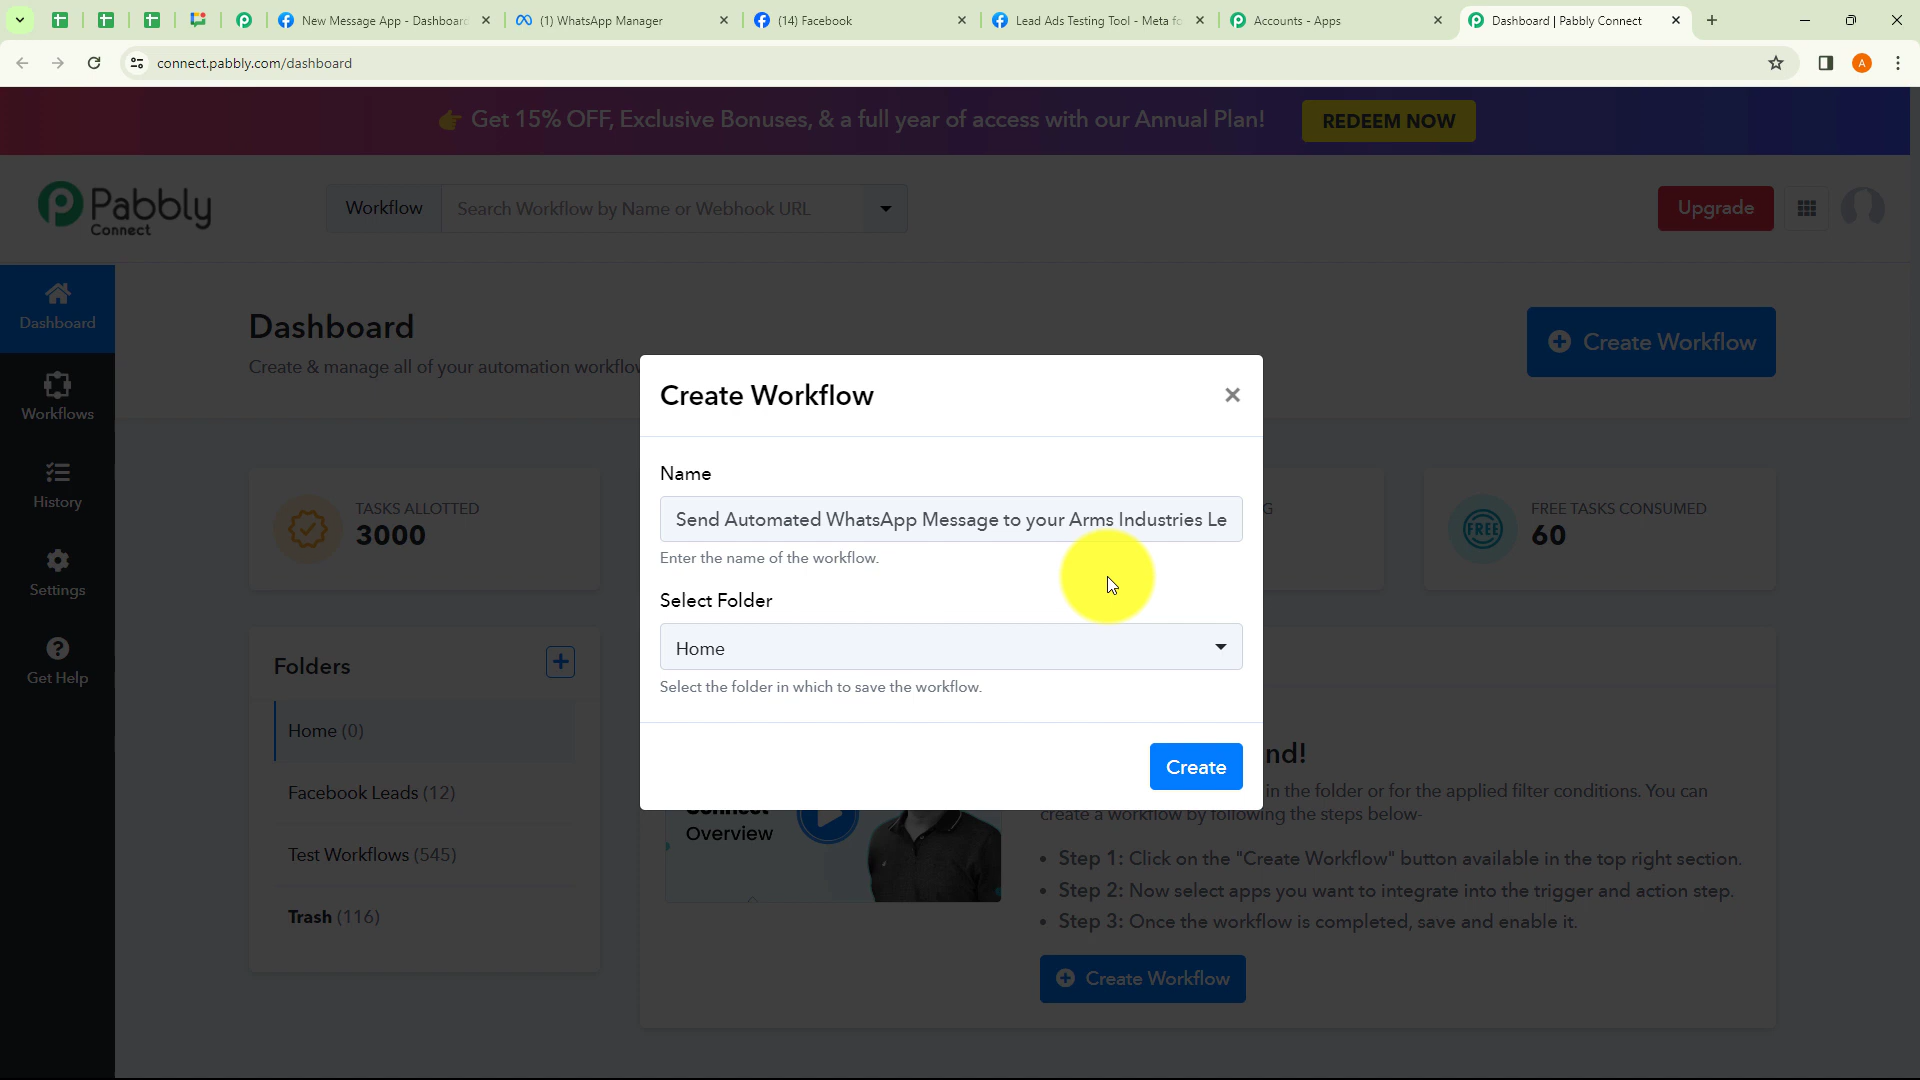 New Message App - Dashboard
(1) WhatsApp Manager
(14) Facebook
Lead Ads Testing Tool - Meta fo
Accounts - Apps
Dashboard | Pabbly Connect
connect.pabbly.com/dashboard
A
Get 15% OFF, Exclusive Bonuses, & a full year of access with our Annual Plan!
REDEEM NOW
Pabbly
Connect
Workflow
Search Workflow by Name or Webhook URL
Upgrade
Dashboard
Workflows
History
Settings
Get Help
Dashboard
Create & manage all of your automation workflow
Create Workflow
TASKS ALLOTTED
3000
G
FREE
FREE TASKS CONSUMED
60
Folders
Home (0)
Facebook Leads (12)
Test Workflows (545)
Trash (116)
Create Workflow
Name
Send Automated WhatsApp Message to your Arms Industries Le
Enter the name of the workflow.
Select Folder
Home
Select the folder in which to save the workflow.
Create
Connect
Overview
nd!
in the folder or for the applied filter conditions. You can
create a workflow by following the steps below-
Step 1: Click on the "Create Workflow" button available in the top right section.
Step 2: Now select apps you want to integrate into the trigger and action step.
Step 3: Once the workflow is completed, save and enable it.
Create Workflow